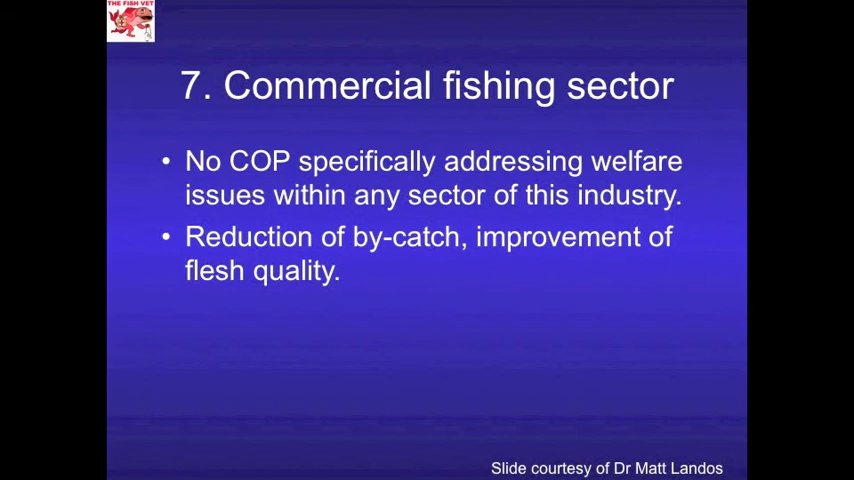 THE FISH VET
7. Commercial fishing sector
• No COP specifically addressing welfare
issues within any sector of this industry.
• Reduction of by-catch, improvement of
flesh quality.
Slide courtesy of Dr Matt Landos